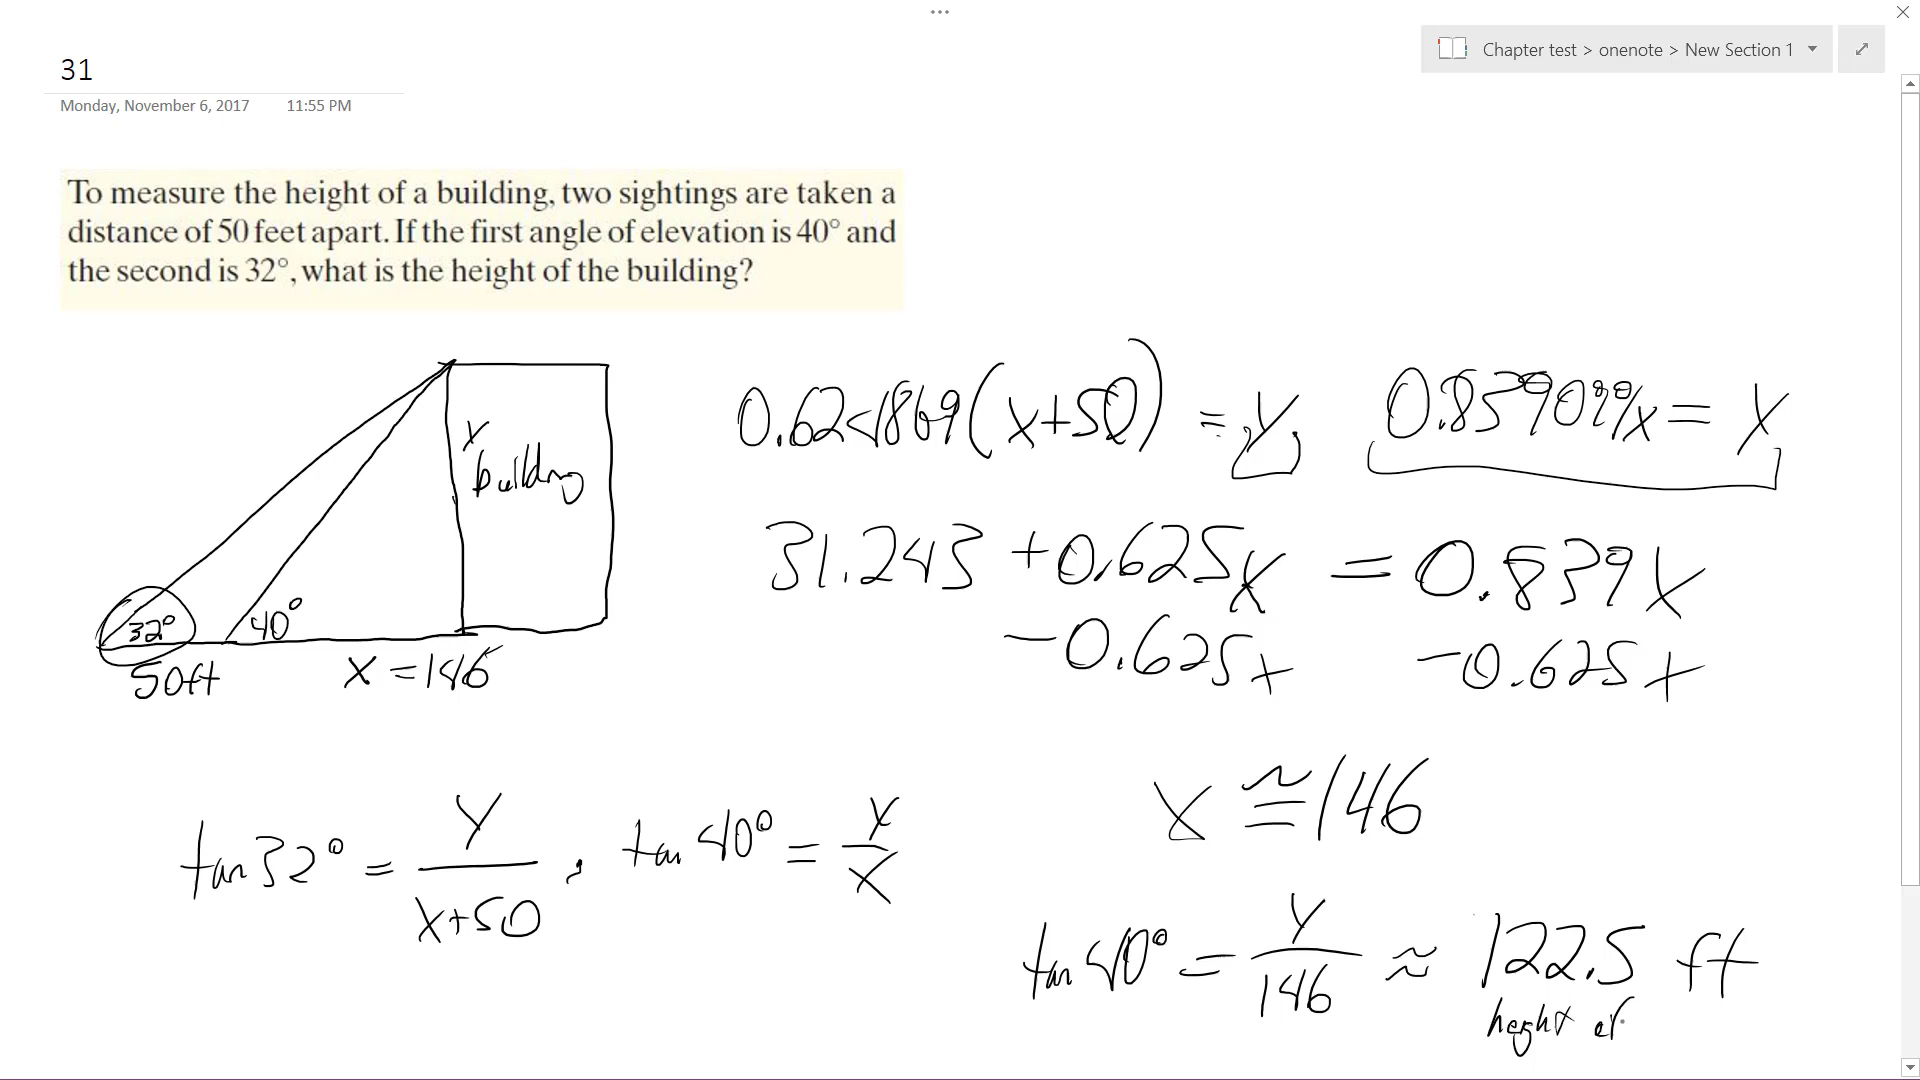 Chapter test > onenote > New Section 1
31
Monday, November 6, 2017 11:55 PM
To measure the height of a building, two sightings are taken a
distance of 50 feet apart. If the first angle of elevation is 40° and
the second is 32°, what is the height of the building?
0.624869(x+50) = y
0.839099x = y
y
building
31.243 +0.625x = 0.839x
-0.625x -0.625x
32° 40°
50ft x = 146
x ≅ 146
tan 32° = y/x+50 , tan 40° = y/x
tan 40° = y/146 ≈ 122.5 ft
height of